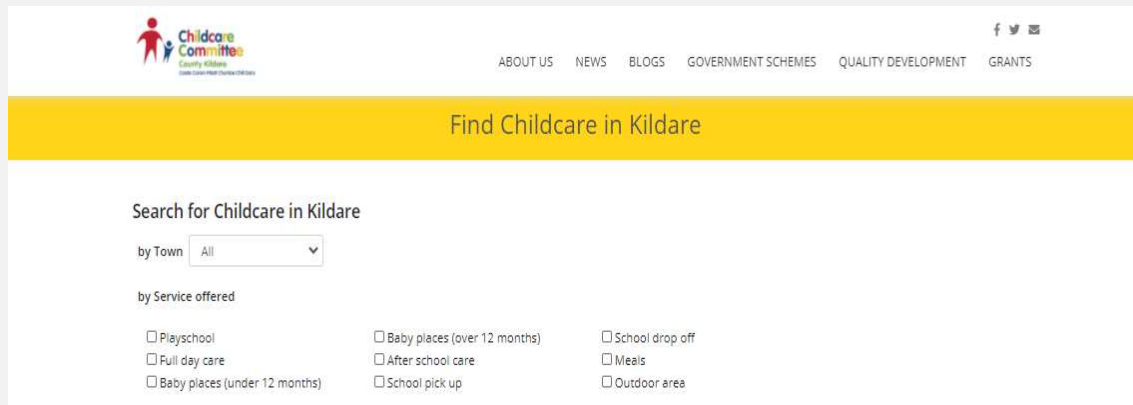 Childcare
Committee
County Kildare
ABOUT US NEWS BLOGS GOVERNMENT SCHEMES QUALITY DEVELOPMENT GRANTS
Find Childcare in Kildare
Search for Childcare in Kildare
by Town All
by Service offered
Playschool Baby places (over 12 months) School drop off
Full day care After school care Meals
Baby places (under 12 months) School pick up Outdoor area